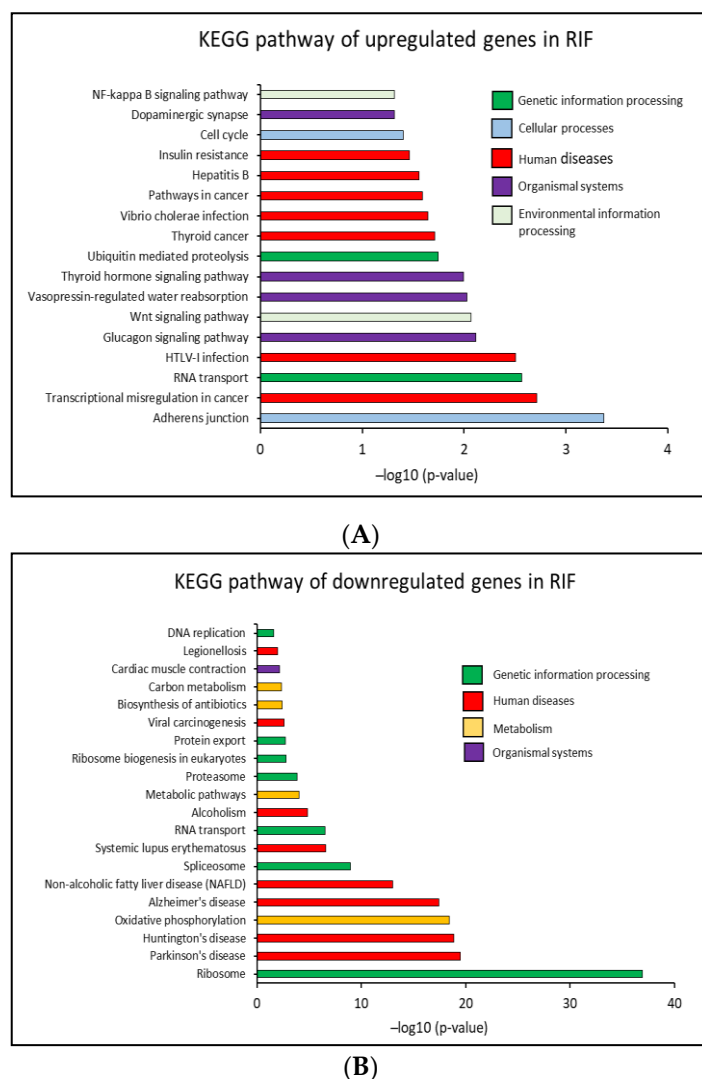 KEGG pathway of upregulated genes in RIF
NF-kappa B signaling pathway
Dopaminergic synapse
Cell cycle
Insulin resistance
Hepatitis B
Pathways in cancer
Vibrio cholerae infection
Thyroid cancer
Ubiquitin mediated proteolysis
Thyroid hormone signaling pathway
Vasopressin-regulated water reabsorption
Wnt signaling pathway
Glucagon signaling pathway
HTLV-I infection
RNA transport
Transcriptional misregulation in cancer
Adherens junction
Genetic information processing
Cellular processes
Human diseases
Organismal systems
Environmental information
processing
0 1 2 3 4
−log10 (p-value)
(A)
KEGG pathway of downregulated genes in RIF
DNA replication
Legionellosis
Cardiac muscle contraction
Carbon metabolism
Biosynthesis of antibiotics
Viral carcinogenesis
Protein export
Ribosome biogenesis in eukaryotes
Proteasome
Metabolic pathways
Alcoholism
RNA transport
Systemic lupus erythematosus
Spliceosome
Non-alcoholic fatty liver disease (NAFLD)
Alzheimer's disease
Oxidative phosphorylation
Huntington's disease
Parkinson's disease
Ribosome
Genetic information processing
Human diseases
Metabolism
Organismal systems
0 10 20 30 40
−log10 (p-value)
(B)